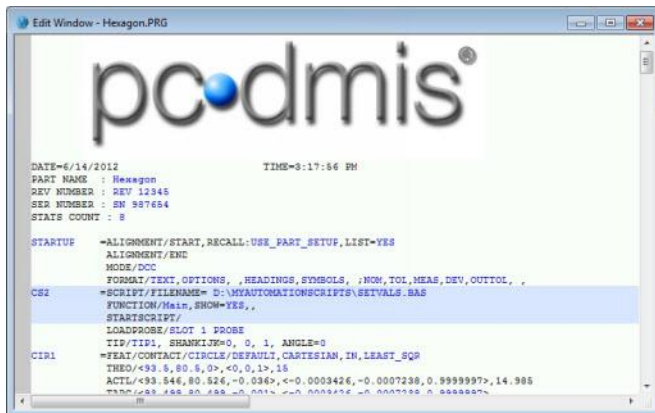 Edit Window - Hexagon.PRG
pc dmis®
DATE=6/14/2012 TIME=3:17:56 PM
PART NAME : Hexagon
REV NUMBER : REV 12345
SER NUMBER : SN 987654
STATS COUNT : 8
STARTUP =ALIGNMENT/START,RECALL:USE_PART_SETUP,LIST=YES
ALIGNMENT/END
MODE/DCC
FORMAT/TEXT,OPTIONS, ,HEADINGS,SYMBOLS, ;NOM,TOL,MEAS,DEV,OUTTOL, ,
CS2 =SCRIPT/FILENAME= D:\MYAUTOMATIONSCRIPTS\SETVALS.BAS
FUNCTION/Main,SHOW=YES,,
STARTSCRIPT/
LOADPROBE/SLOT 1 PROBE
TIP/TIP1, SHANKIJK=0, 0, 1, ANGLE=0
CIR1 =FEAT/CONTACT/CIRCLE/DEFAULT,CARTESIAN,IN,LEAST_SQR
THEO/<93.5,80.5,0>,<0,0,1>,15
ACTL/<93.546,80.526,-0.036>,<-0.0003426,-0.0007238,0.9999997>,14.985